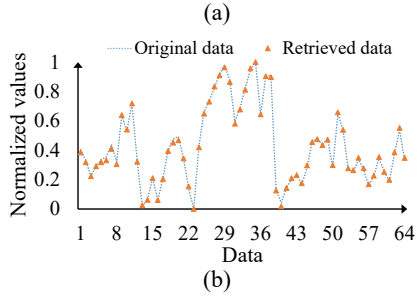 (a)
Original data Retrieved data
1
0.8
0.6
0.4
0.2
0
Normalized values
1 8 15 22 29 36 43 50 57 64
Data
(b)